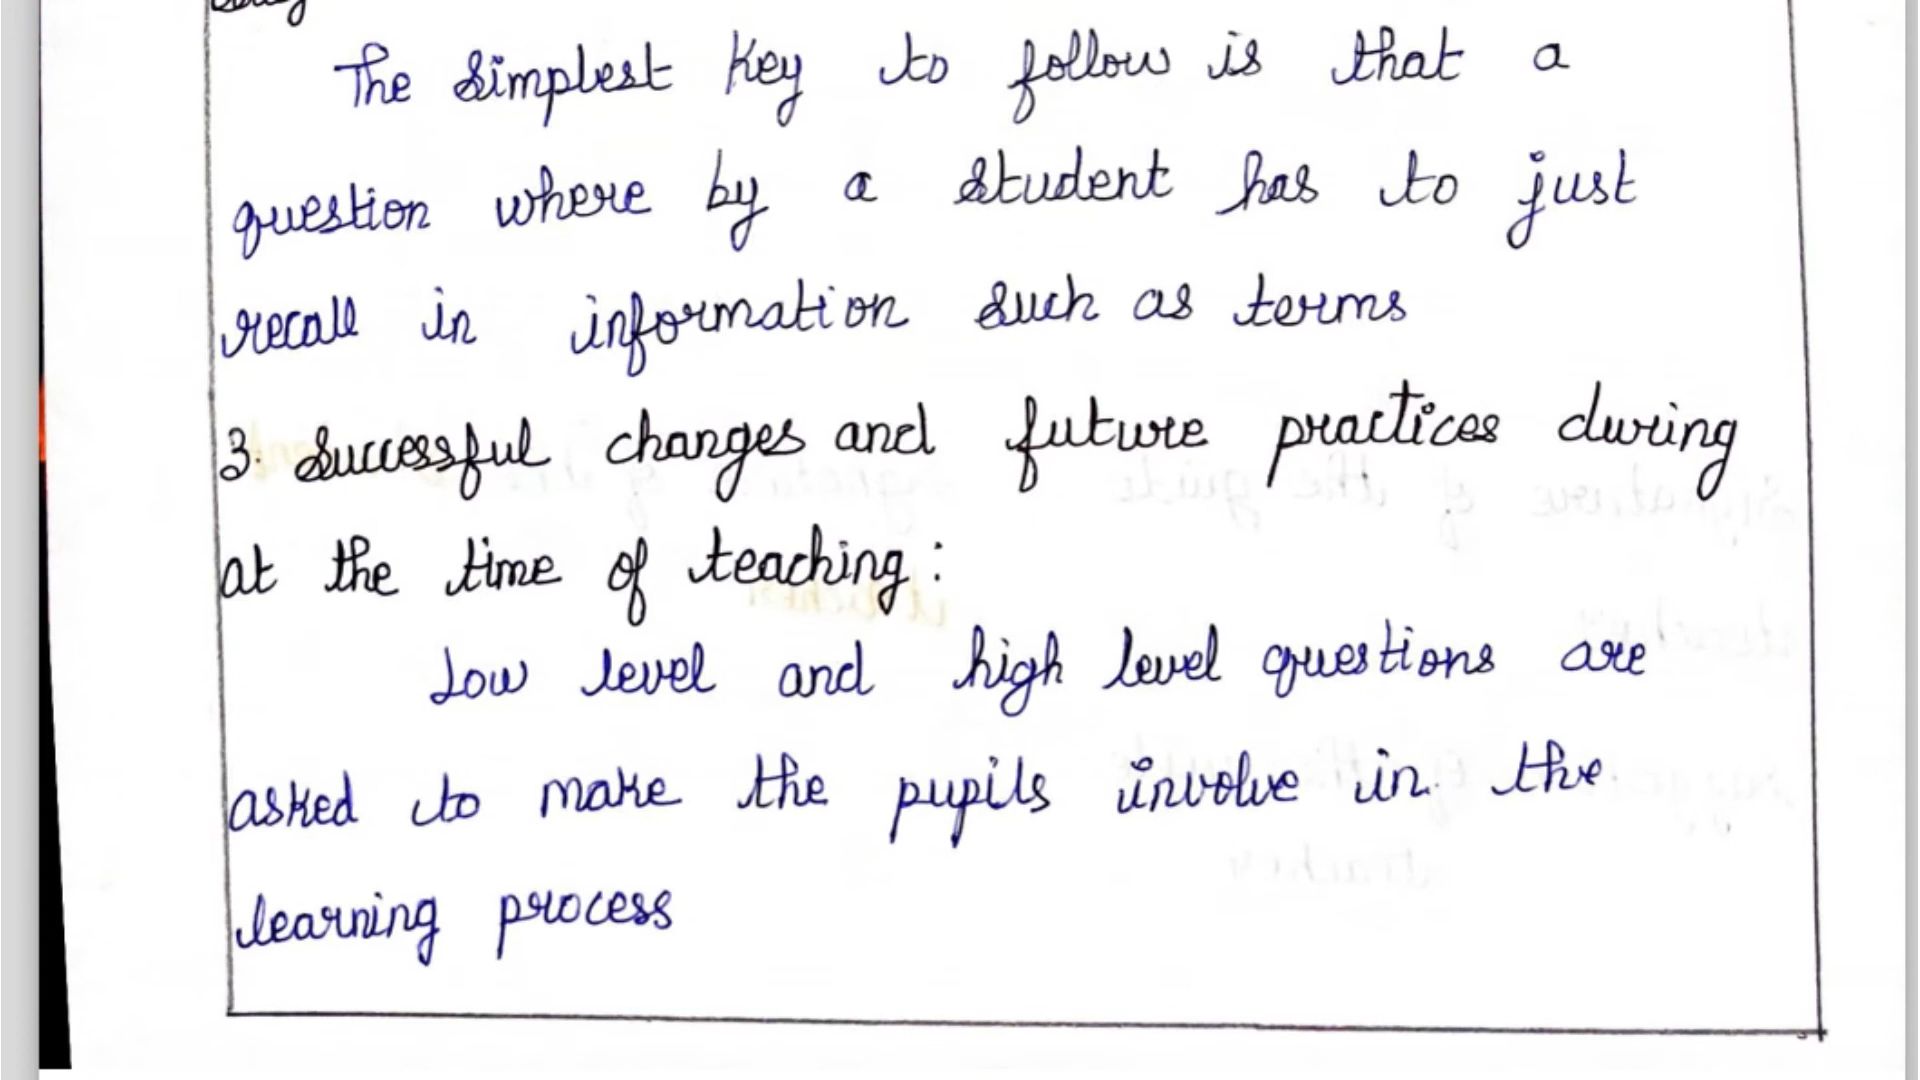 The simplest key to follow is that a
question where by a student has to just
recall in information such as terms
3. Successful changes and future practices during
at the time of teaching:
Low level and high level questions are
asked to make the pupils involve in the
learning process